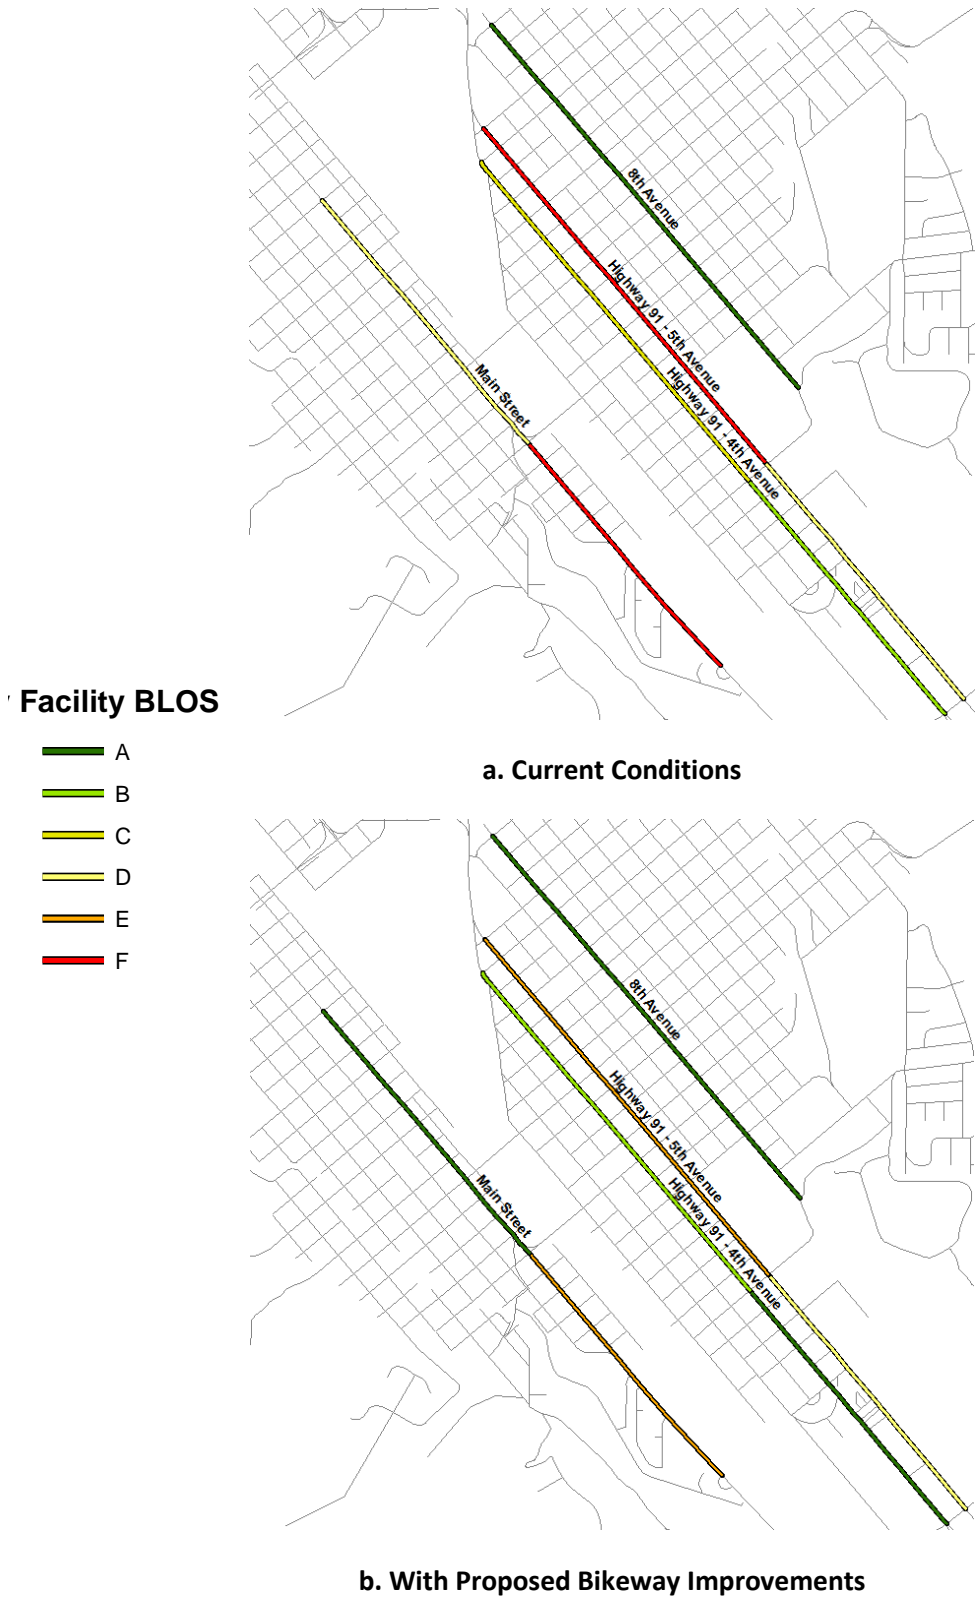 8th Avenue
Highway 91 - 5th Avenue
Highway 91 - 4th Avenue
Main Street
Facility BLOS
A
B
C
D
E
F
a. Current Conditions
8th Avenue
Highway 91 - 5th Avenue
Highway 91 - 4th Avenue
Main Street
b. With Proposed Bikeway Improvements